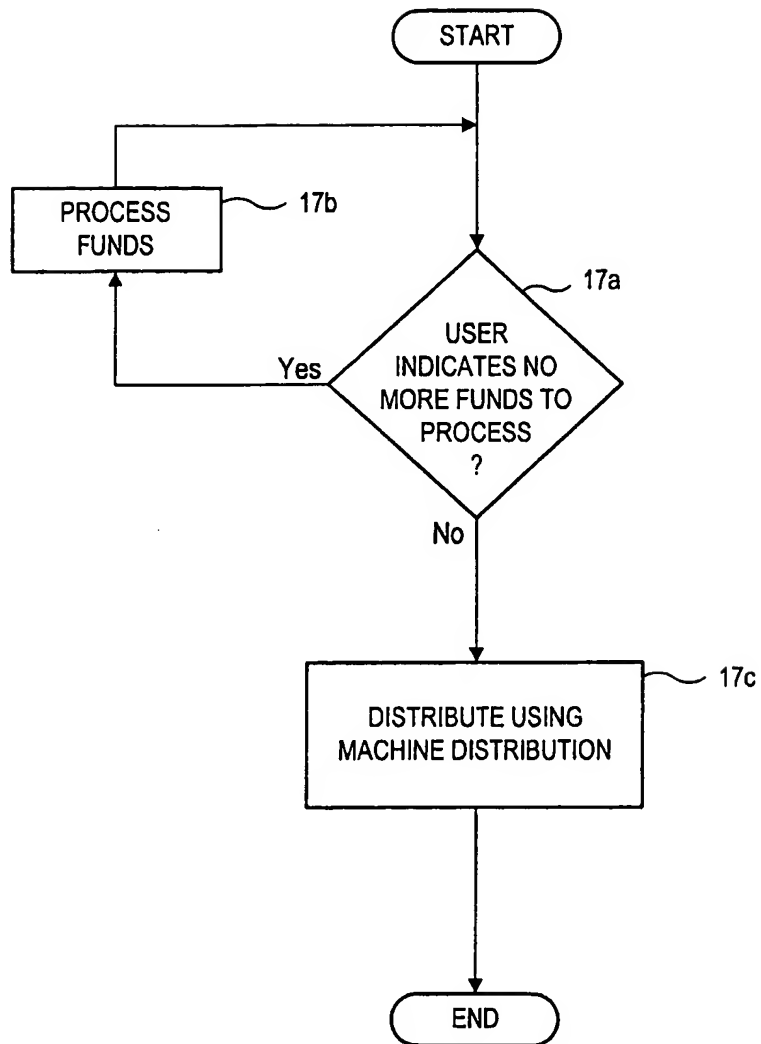 START
PROCESS
FUNDS
17b
17a
USER
INDICATES NO
MORE FUNDS TO
PROCESS
?
Yes
No
17c
DISTRIBUTE USING
MACHINE DISTRIBUTION
END